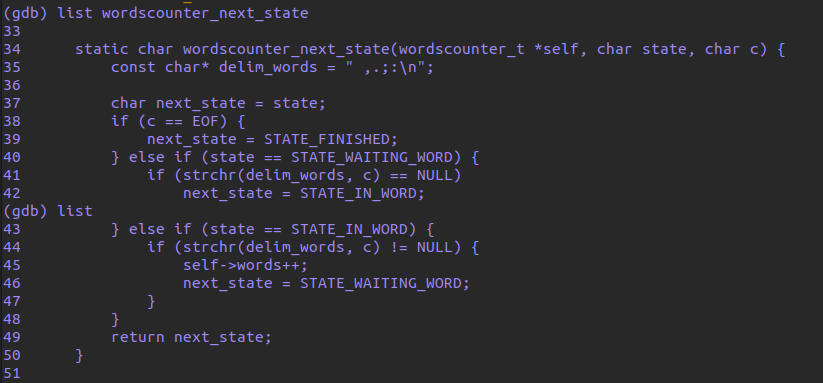 (gdb) list wordscounter_next_state
33
34      static char wordscounter_next_state(wordscounter_t *self, char state, char c) {
35          const char* delim_words = " ,.;:\n";
36
37          char next_state = state;
38          if (c == EOF) {
39              next_state = STATE_FINISHED;
40          } else if (state == STATE_WAITING_WORD) {
41              if (strchr(delim_words, c) == NULL)
42                  next_state = STATE_IN_WORD;
(gdb) list
43          } else if (state == STATE_IN_WORD) {
44              if (strchr(delim_words, c) != NULL) {
45                  self->words++;
46                  next_state = STATE_WAITING_WORD;
47              }
48          }
49          return next_state;
50      }
51